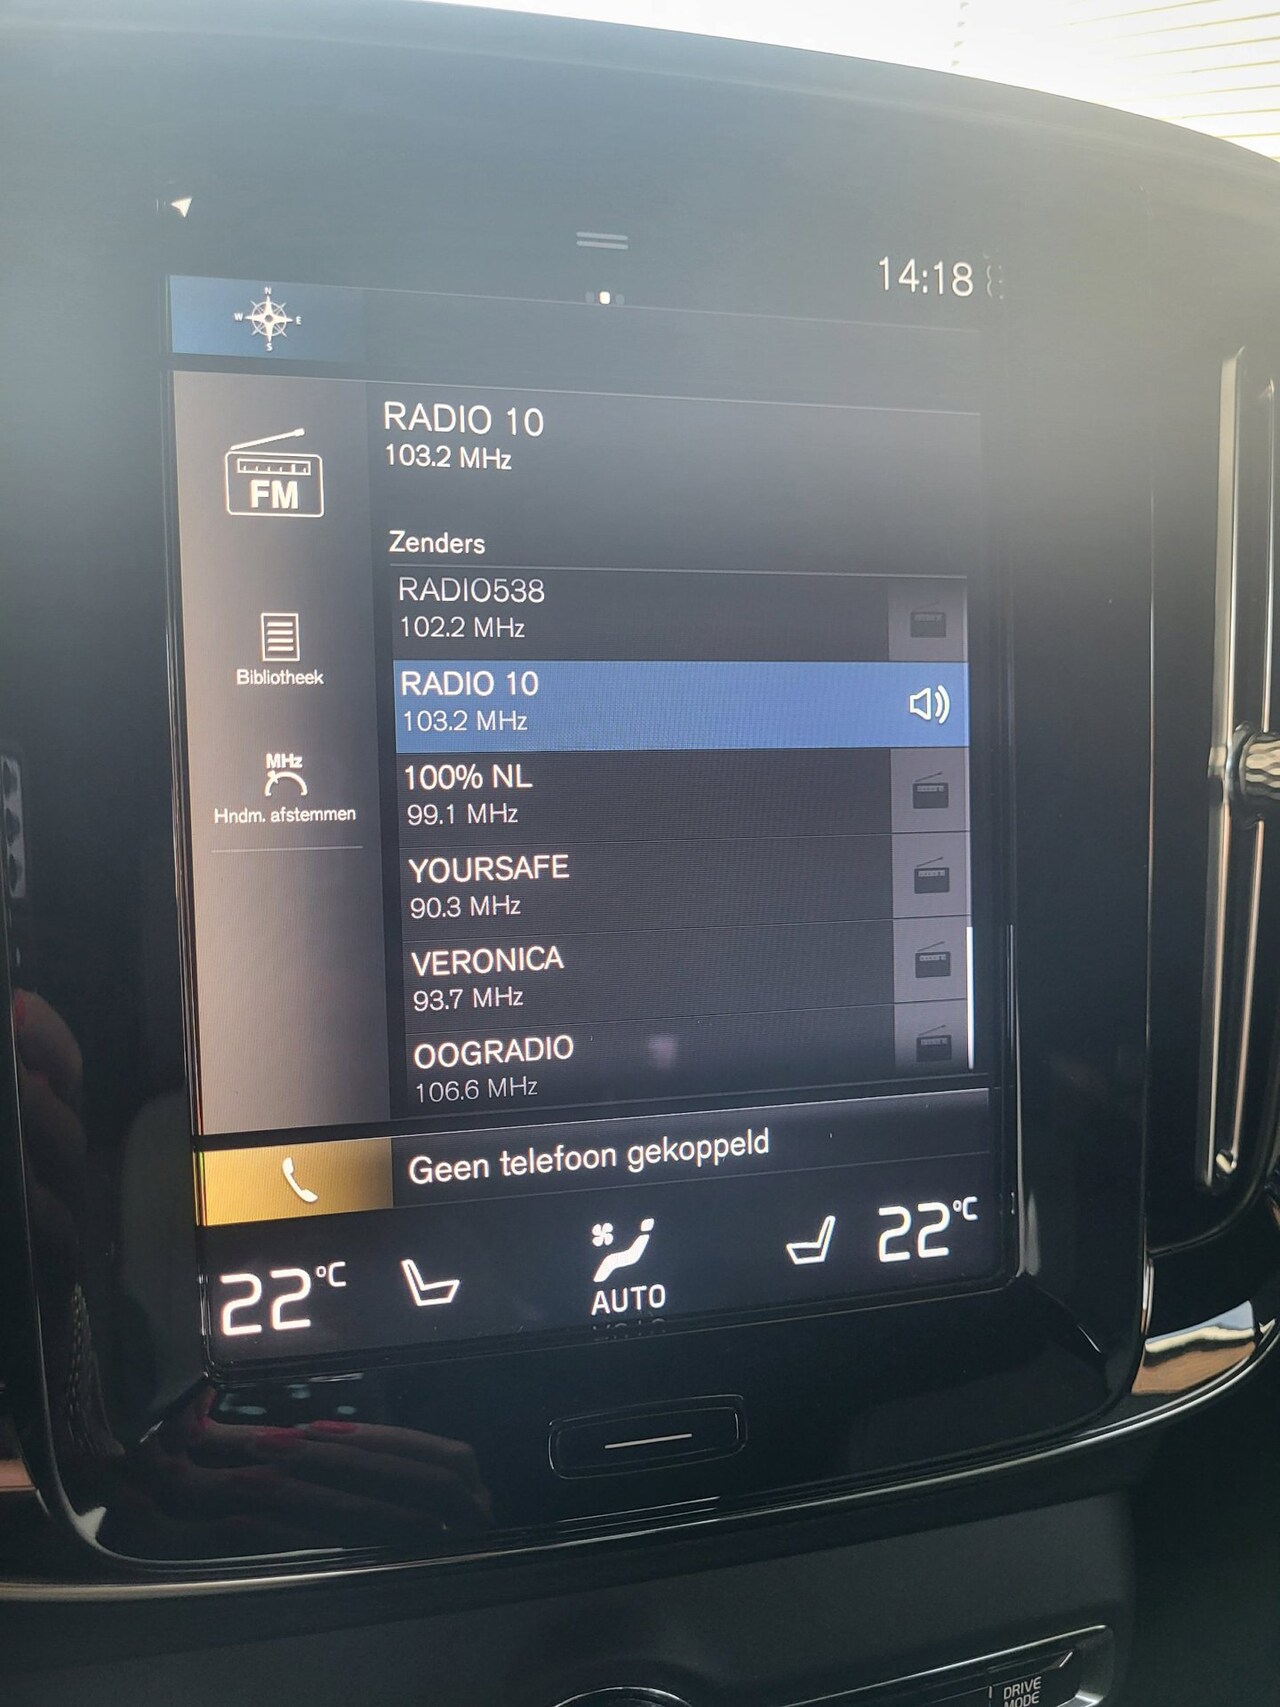 14:18
N
W E
S
RADIO 10
103.2 MHz
FM
Zenders
RADIO538
102.2 MHz
Bibliotheek
RADIO 10
103.2 MHz
MHz
Hndm. afstemmen
100% NL
99.1 MHz
YOURSAFE
90.3 MHz
VERONICA
93.7 MHz
OOGRADIO
106.6 MHz
Geen telefoon gekoppeld
22°C
AUTO
22°C
DRIVE
MODE